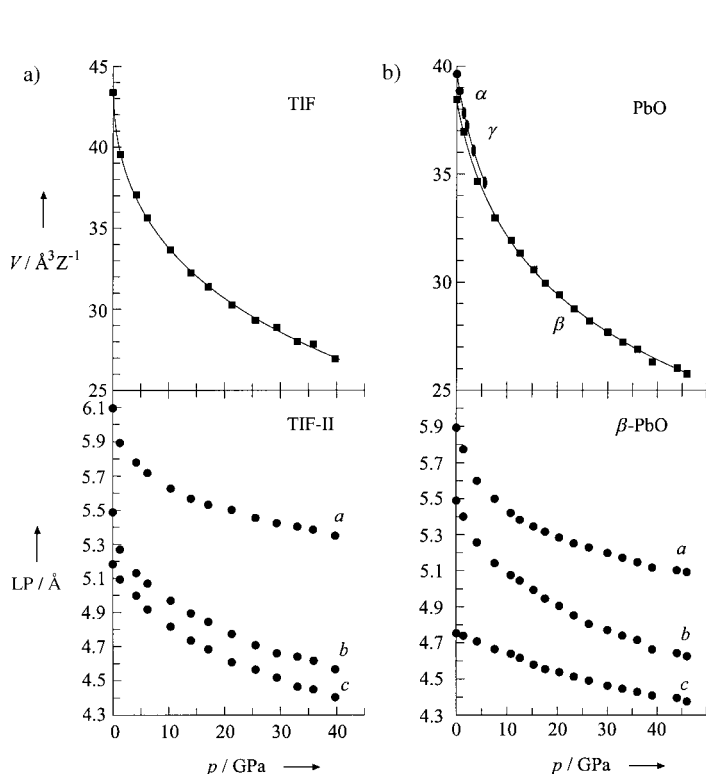 a)
TlF
45
40
35
30
25
V / Å³Z⁻¹
b)
PbO
α
γ
β
40
35
30
25
TlF-II
6.1
5.9
5.7
5.5
5.3
5.1
4.9
4.7
4.5
4.3
LP / Å
a
b
c
0 10 20 30 40
p / GPa
β-PbO
5.9
5.7
5.5
5.3
5.1
4.9
4.7
4.5
4.3
a
b
c
0 10 20 30 40
p / GPa